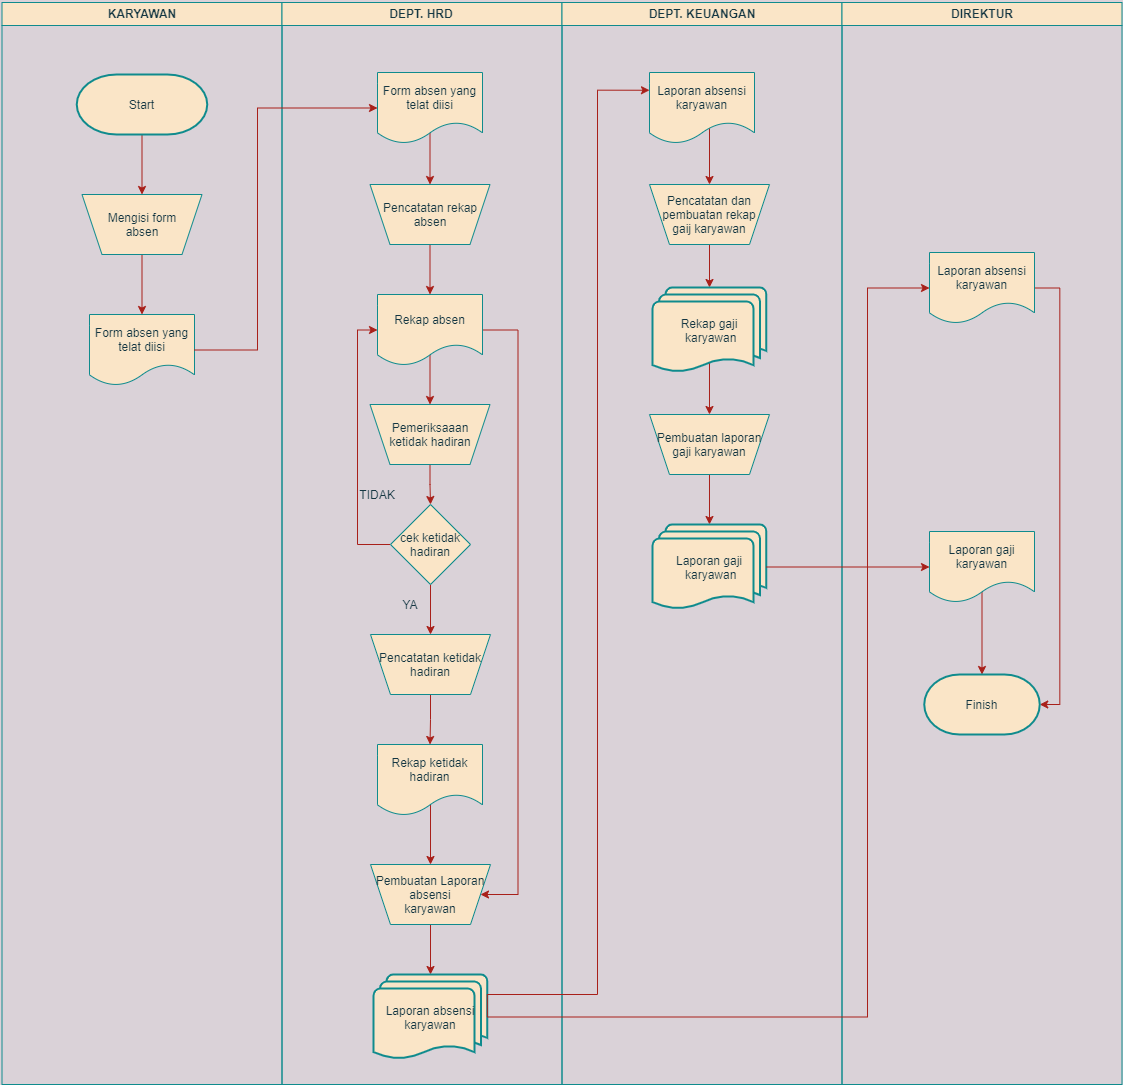 KARYAWAN
DEPT. HRD
DEPT. KEUANGAN
DIREKTUR
Start
Mengisi form
absen
Form absen yang
telat diisi
Form absen yang
telat diisi
Pencatatan rekap
absen
Rekap absen
Pemeriksaaan
ketidak hadiran
TIDAK
cek ketidak
hadiran
YA
Pencatatan ketidak
hadiran
Rekap ketidak
hadiran
Pembuatan Laporan
absensi
karyawan
Laporan absensi
karyawan
Laporan absensi
karyawan
Pencatatan dan
pembuatan rekap
gaij karyawan
Rekap gaji
karyawan
Pembuatan laporan
gaji karyawan
Laporan gaji
karyawan
Laporan absensi
karyawan
Laporan gaji
karyawan
Finish